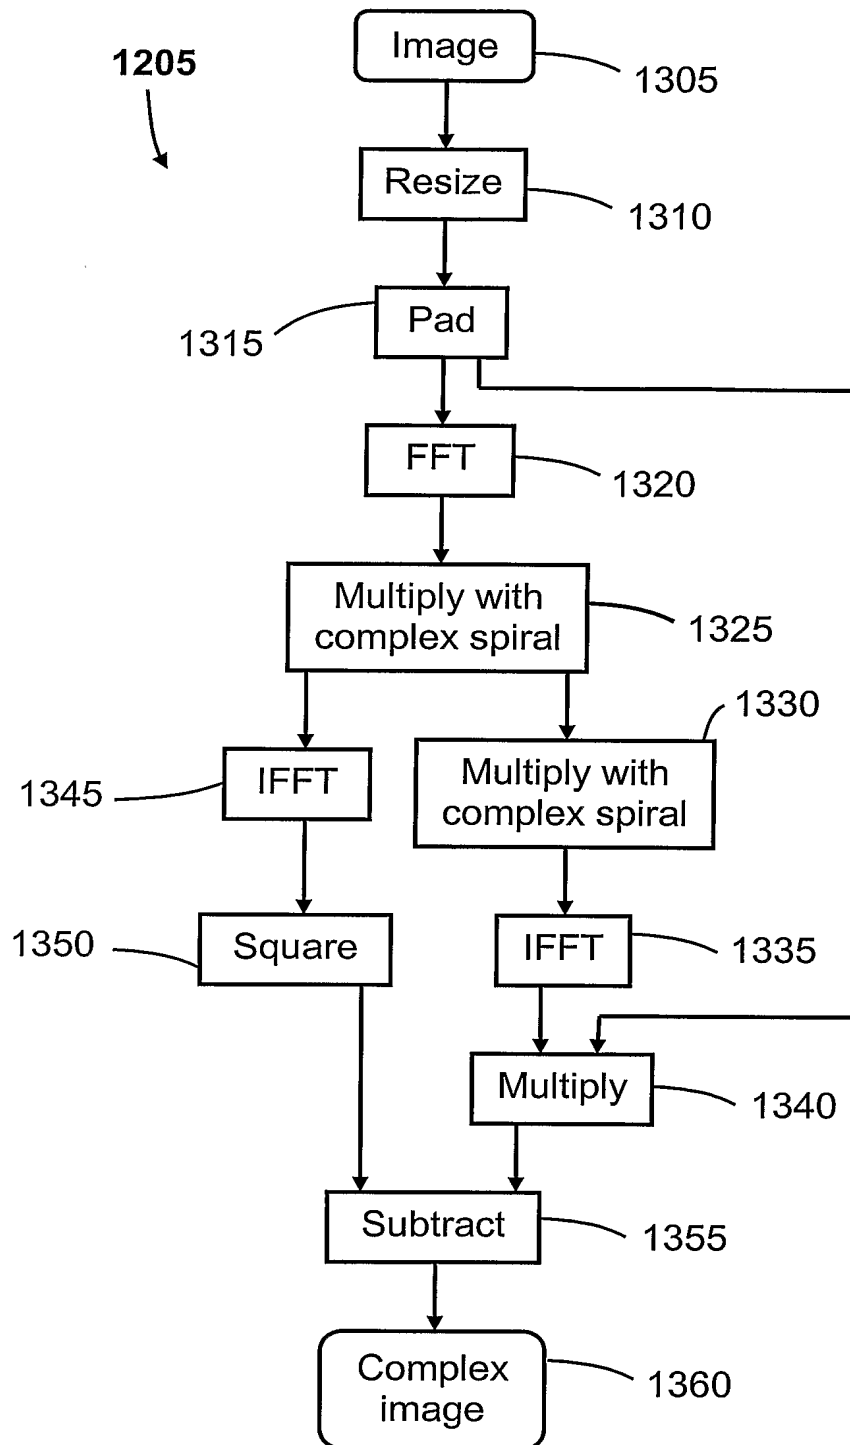 Image
1205
1305
Resize
1310
Pad
1315
FFT
1320
Multiply with
complex spiral
1325
1330
IFFT
Multiply with
complex spiral
1345
Square
1350
IFFT
1335
Multiply
1340
Subtract
1355
Complex
image
1360